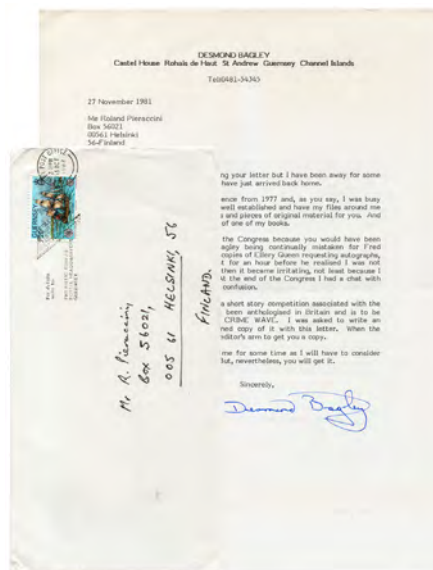 DESMOND BAGLEY
Castel House Rohais de Haut St Andrew Guernsey Channel Islands
Tel:0481-54345
27 November 1981
Mr Roland Pieraccini
Box 56021
00561 Helsinki
56-Finland
ng your letter but I have been away for some
have just arrived back home.
ence from 1977 and, as you say, I was busy
well established and have my files around me
and pieces of original material for you. And
of one of my books.
the Congress because you would have been
agley being continually mistaken for Fred
copies of Ellery Queen requesting autographs,
t for an hour before he realised I was not
then it became irritating, not least because I
t the end of the Congress I had a chat with
confusion.
a short story competition associated with the
been anthologised in Britain and is to be
CRIME WAVE. I was asked to write an
ned copy of it with this letter. When the
editor's arm to get you a copy.
me for some time as I will have to consider
But, nevertheless, you will get it.
Sincerely,
Desmond Bagley
Mr R. Pieraccini
Box 56021,
005 61 HELSINKI, 56
FINLAND.